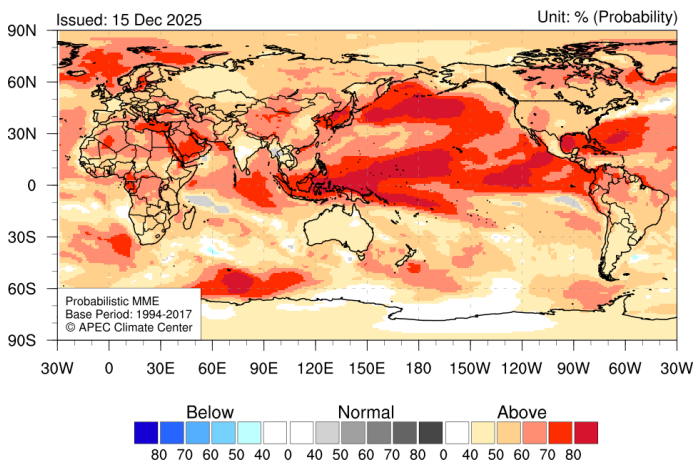 Issued: 15 Dec 2025
Unit: % (Probability)
90N
60N
30N
0
30S
60S
90S
Probabilistic MME
Base Period: 1994-2017
© APEC Climate Center
30W 0 30E 60E 90E 120E 150E 180 150W 120W 90W 60W 30W
Below Normal Above
80 70 60 50 40 0 40 50 60 70 80 0 40 50 60 70 80